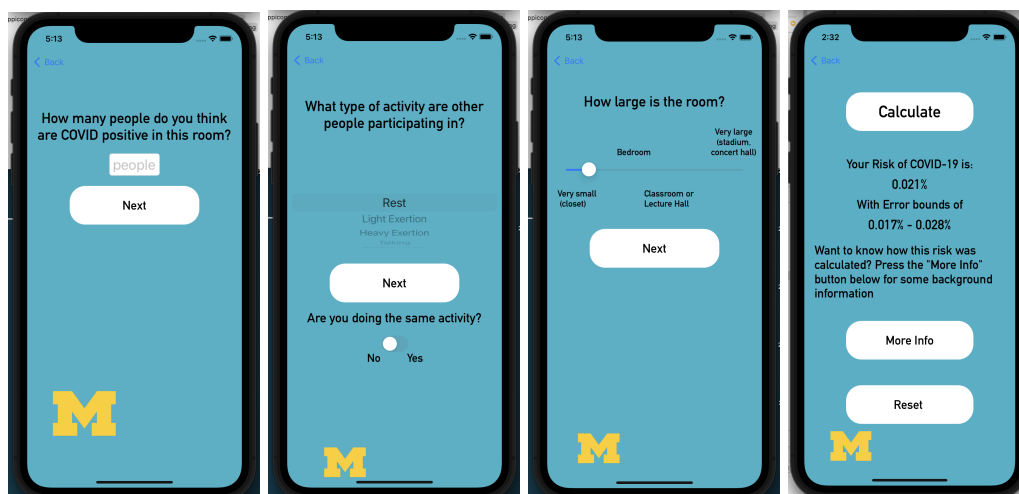 5:13
Back
How many people do you think
are COVID positive in this room?
people
Next
M
5:13
Back
What type of activity are other
people participating in?
Rest
Light Exertion
Heavy Exertion
Talking
Next
Are you doing the same activity?
No Yes
M
5:13
Back
How large is the room?
Very large
(stadium,
concert hall)
Bedroom
Very small
(closet)
Classroom or
Lecture Hall
Next
M
2:32
Back
Calculate
Your Risk of COVID-19 is:
0.021%
With Error bounds of
0.017% - 0.028%
Want to know how this risk was
calculated? Press the "More Info"
button below for some background
information
More Info
Reset
M